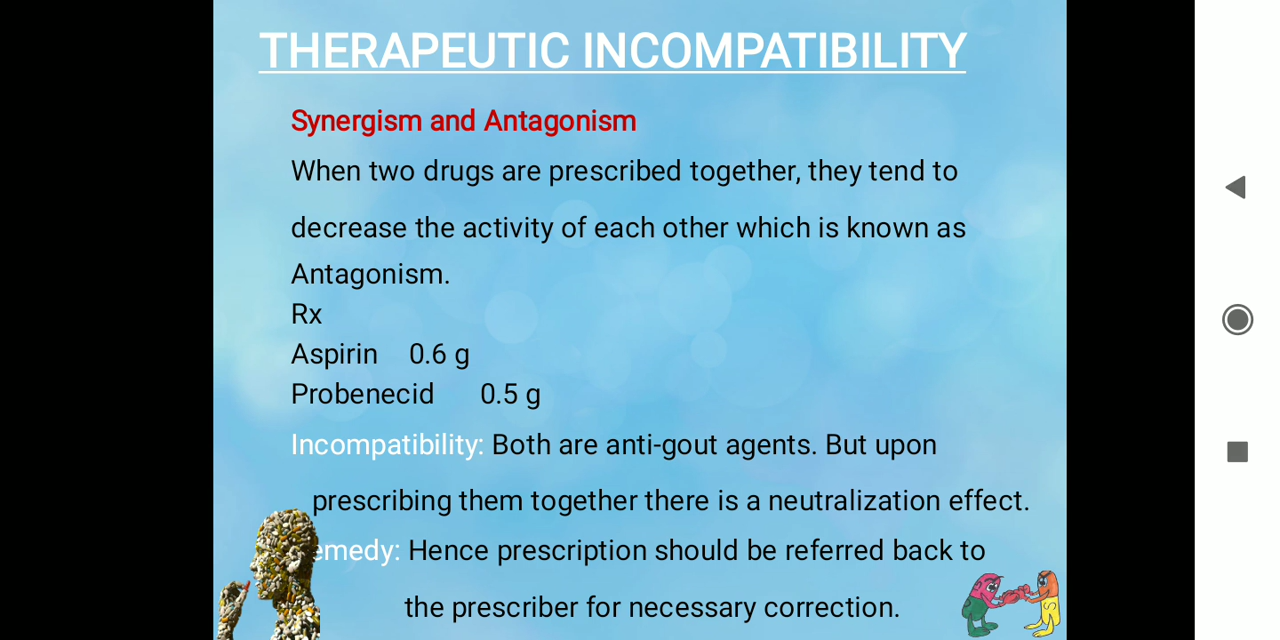 THERAPEUTIC INCOMPATIBILITY
Synergism and Antagonism
When two drugs are prescribed together, they tend to
decrease the activity of each other which is known as
Antagonism.
Rx
Aspirin 0.6 g
Probenecid 0.5 g
Incompatibility: Both are anti-gout agents. But upon
prescribing them together there is a neutralization effect.
emedy: Hence prescription should be referred back to
the prescriber for necessary correction.